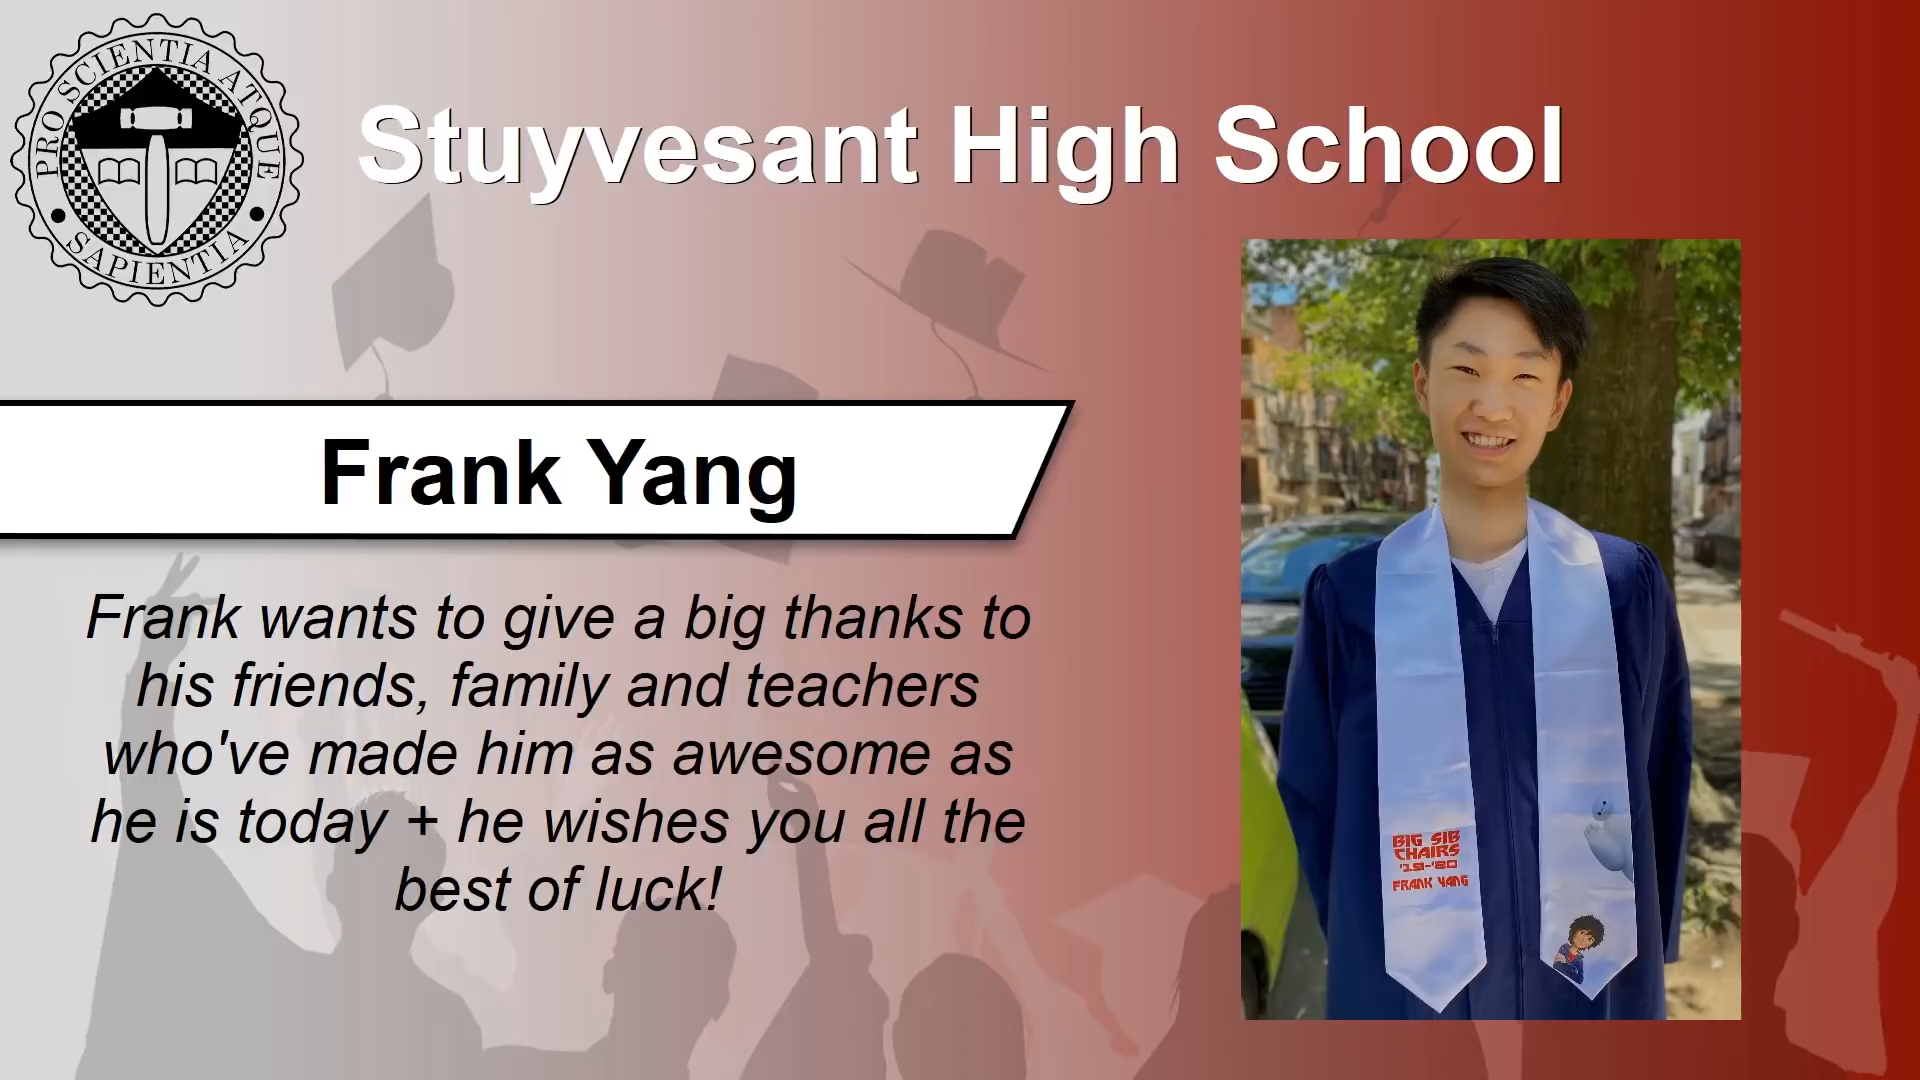 PRO SCIENTIA ATQUE
SAPIENTIA
Stuyvesant High School
Frank Yang
Frank wants to give a big thanks to
his friends, family and teachers
who've made him as awesome as
he is today + he wishes you all the
best of luck!
BIG SIB
CHAIRS
'19-'20
FRANK YANG